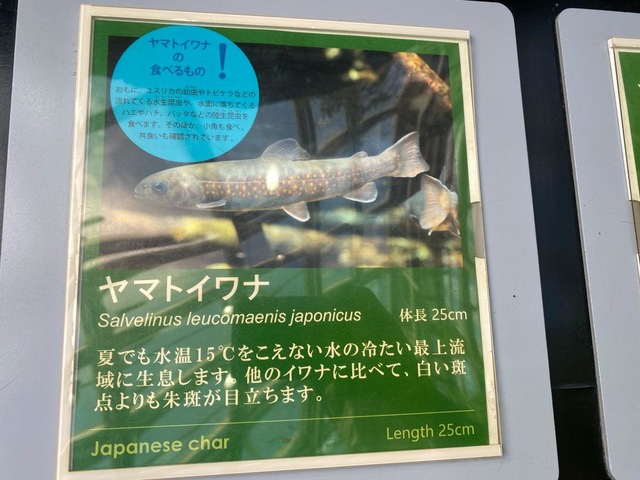 ヤマトイワナ
の
食べるもの！
おもに、ユスリカの幼虫やトビケラなどの
流れてくる水生昆虫や、水面に落ちてくる
ハエやハチ、バッタなどの陸生昆虫を
食べます。そのほか、小魚も食べ、
共食いも確認されています。
ヤマトイワナ
Salvelinus leucomaenis japonicus 体長 25cm
夏でも水温15℃をこえない水の冷たい最上流
域に生息します。他のイワナに比べて、白い斑
点よりも朱斑が目立ちます。
Japanese char Length 25cm